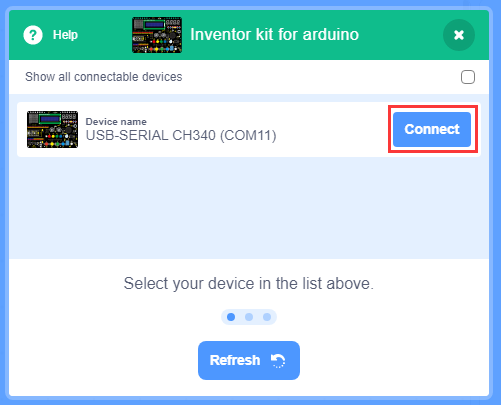 Help
Inventor kit for arduino
Show all connectable devices
Device name
USB-SERIAL CH340 (COM11)
Connect
Select your device in the list above.
Refresh